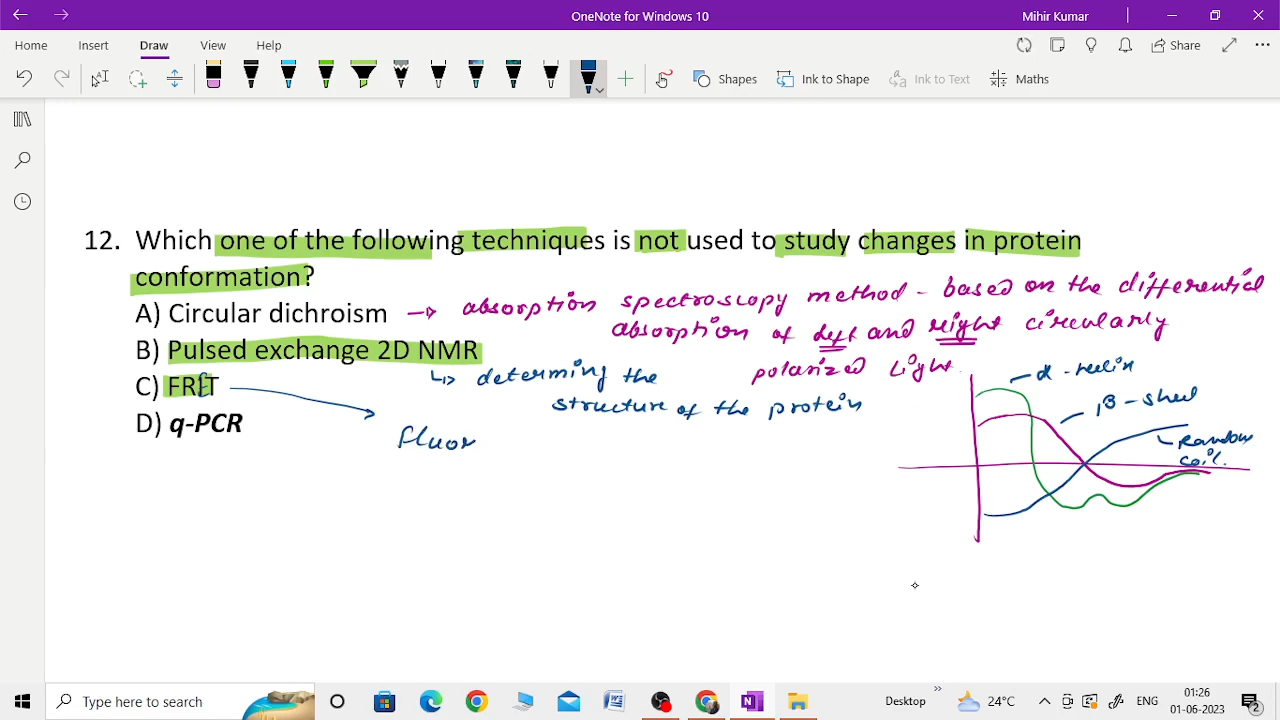 OneNote for Windows 10
Mihir Kumar
Home Insert Draw View Help
Share
Shapes Ink to Shape Ink to Text Maths
12. Which one of the following techniques is not used to study changes in protein
conformation?
A) Circular dichroism → absorption spectroscopy method - based on the differential
absorption of left and right circularly
polarized light.
B) Pulsed exchange 2D NMR
↳ determining the
structure of the protein
C) FRET
Fluor
D) q-PCR
α-helix
β-sheet
Random
coil.
Type here to search
Desktop
»
24°C
ENG
01:26
01-06-2023
2